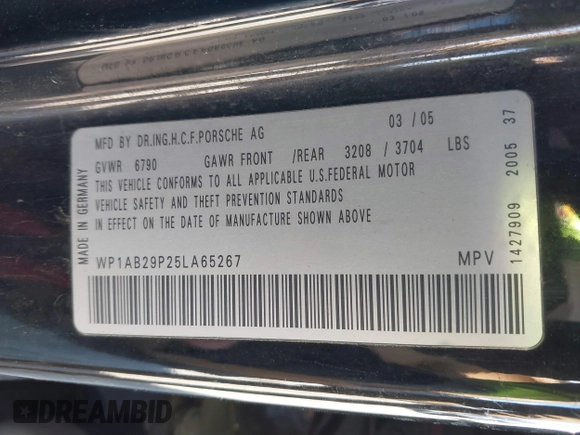 MFD BY DR.ING.H.C.F.PORSCHE AG 03 / 05
GVWR 6790 GAWR FRONT /REAR 3208 / 3704 LBS
THIS VEHICLE CONFORMS TO ALL APPLICABLE U.S.FEDERAL MOTOR
VEHICLE SAFETY AND THEFT PREVENTION STANDARDS
IN EFFECT ON THE DATE OF MANUFACTURE SHOWN ABOVE
WP1AB29P25LA65267 MPV
MADE IN GERMANY
1427909 2005 37
DREAMBID